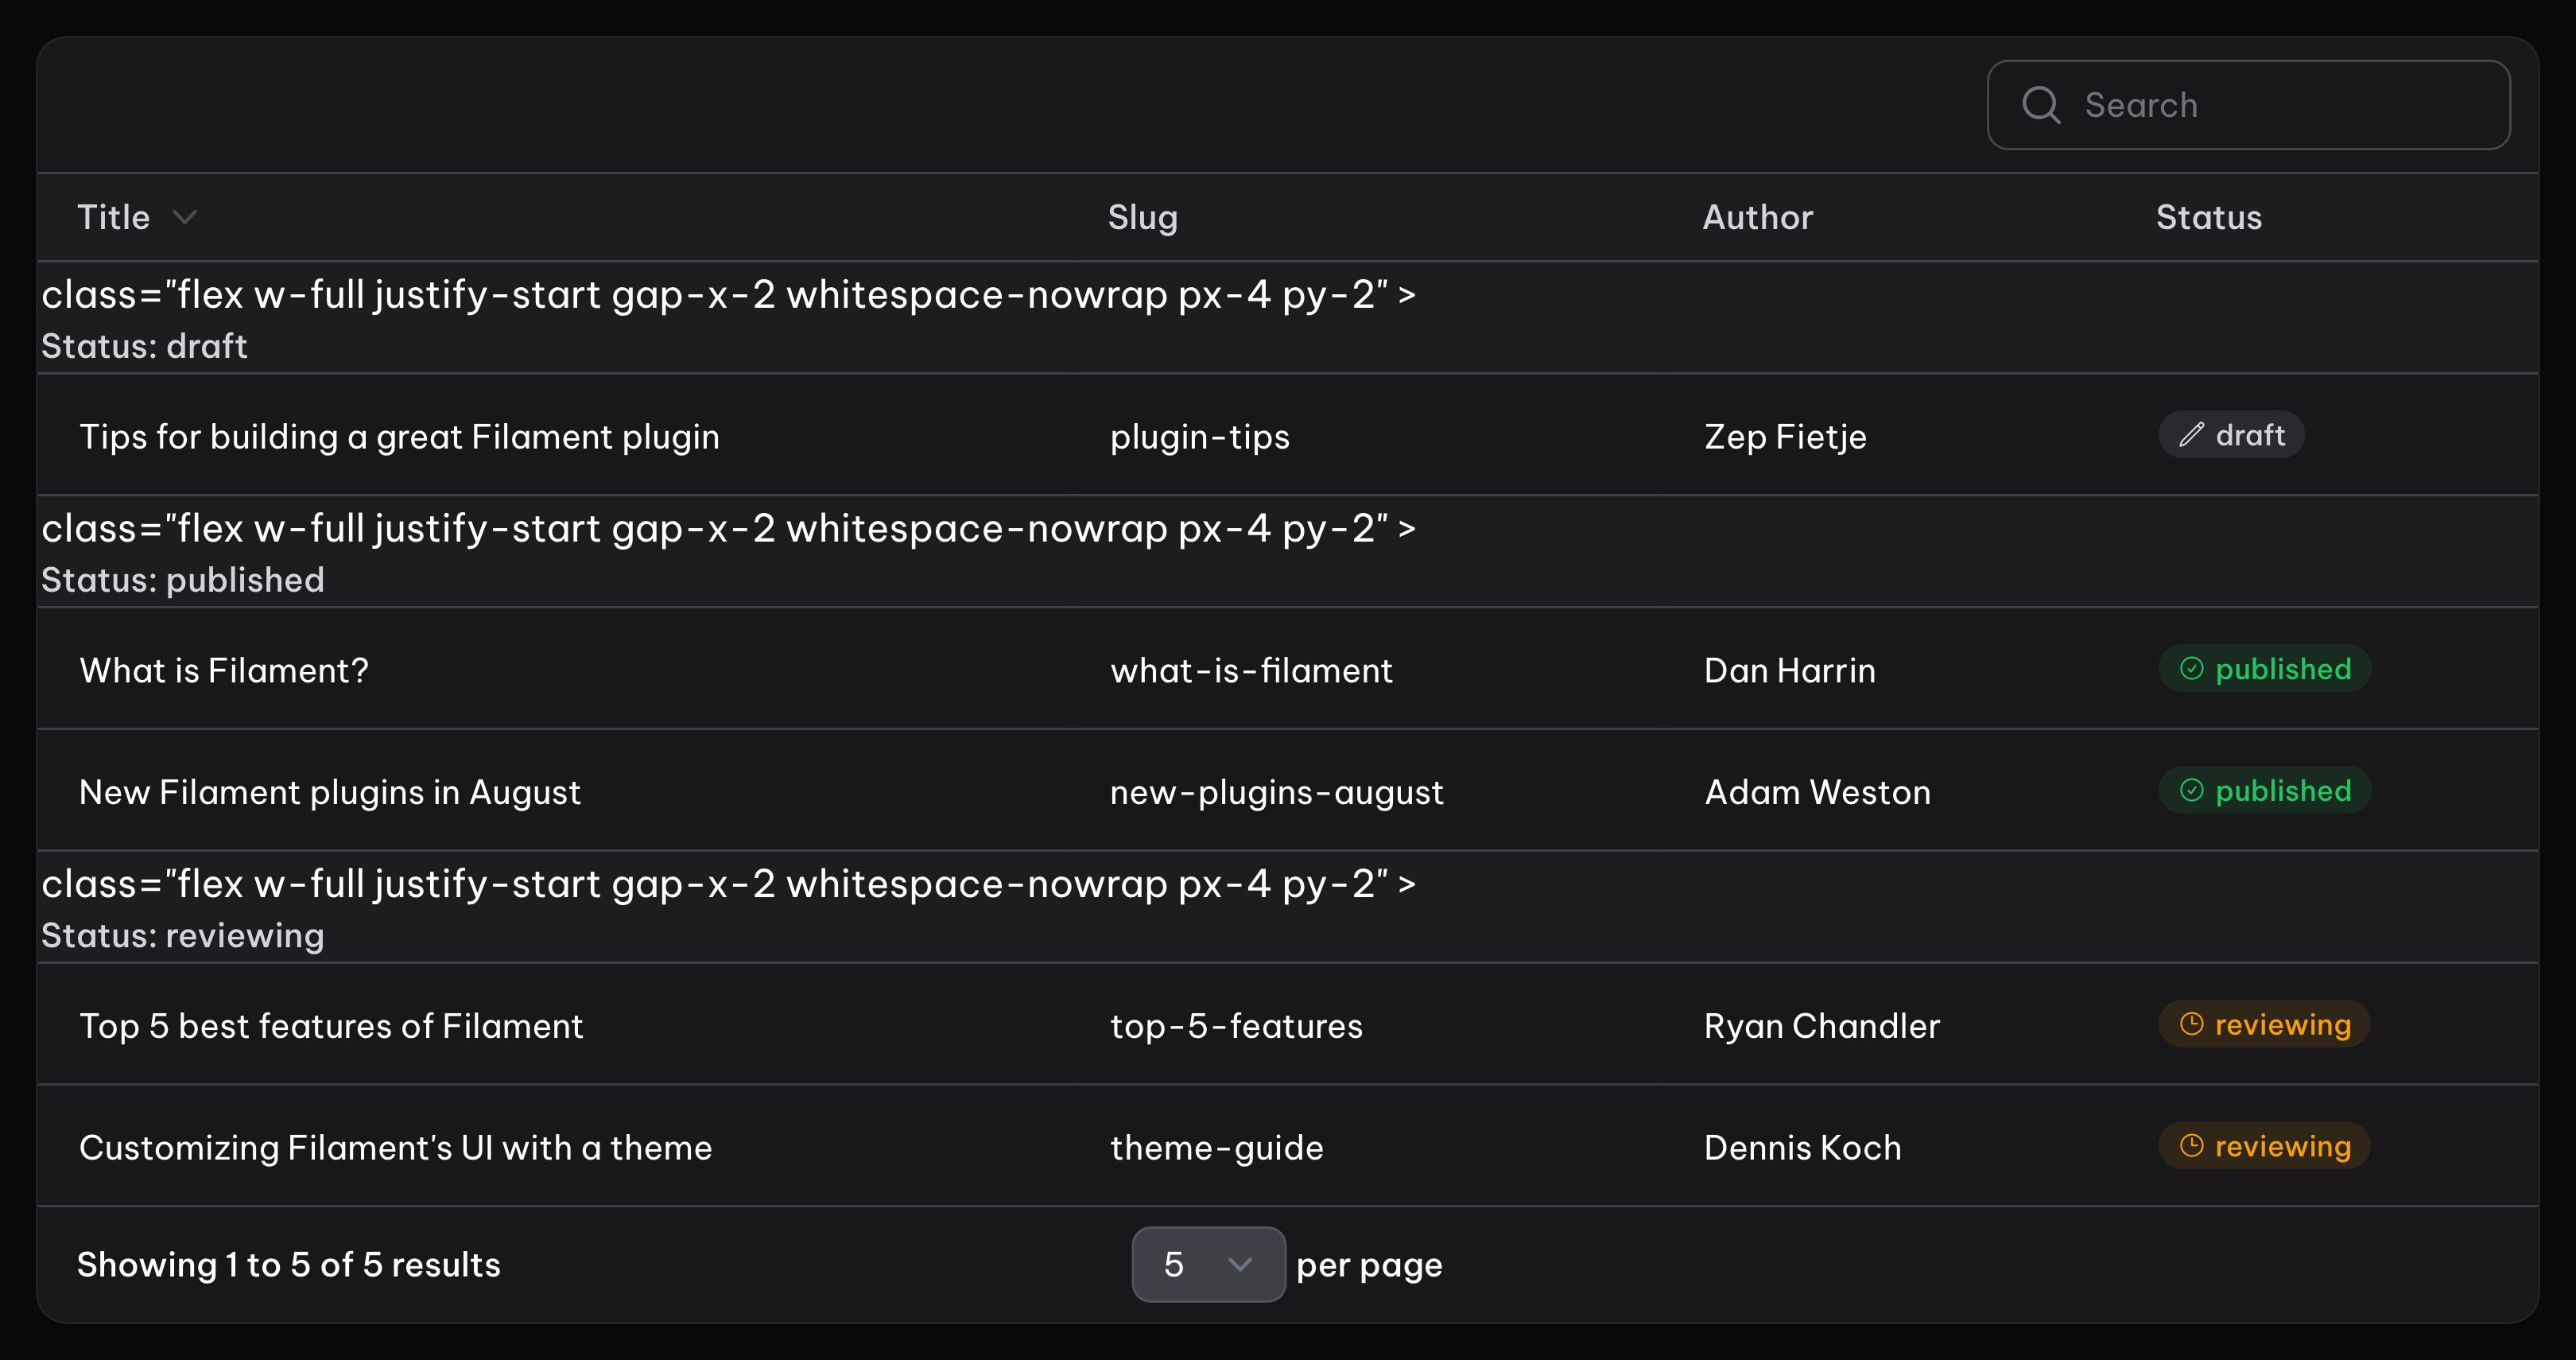 Search
Title Slug Author Status
class="flex w-full justify-start gap-x-2 whitespace-nowrap px-4 py-2" >
Status: draft
Tips for building a great Filament plugin plugin-tips Zep Fietje draft
class="flex w-full justify-start gap-x-2 whitespace-nowrap px-4 py-2" >
Status: published
What is Filament? what-is-filament Dan Harrin published
New Filament plugins in August new-plugins-august Adam Weston published
class="flex w-full justify-start gap-x-2 whitespace-nowrap px-4 py-2" >
Status: reviewing
Top 5 best features of Filament top-5-features Ryan Chandler reviewing
Customizing Filament's UI with a theme theme-guide Dennis Koch reviewing
Showing 1 to 5 of 5 results 5 per page